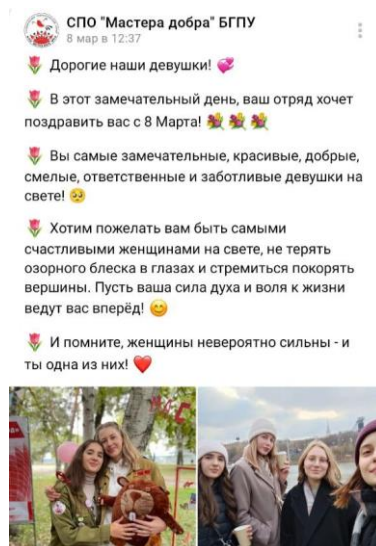 СПО "Мастера добра" БГПУ
8 мар в 12:37
🌷 Дорогие наши девушки! 💞
🌷 В этот замечательный день, ваш отряд хочет
поздравить вас с 8 Марта! 💐 💐 💐
🌷 Вы самые замечательные, красивые, добрые,
смелые, ответственные и заботливые девушки на
свете! 🥺
🌷 Хотим пожелать вам быть самыми
счастливыми женщинами на свете, не терять
озорного блеска в глазах и стремиться покорять
вершины. Пусть ваша сила духа и воля к жизни
ведут вас вперёд! 😊
🌷 И помните, женщины невероятно сильны - и
ты одна из них! ❤️